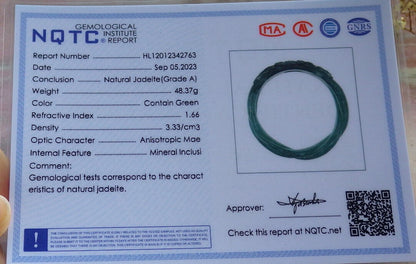 NQTC GEMOLOGICAL
INSTITUTE
® REPORT
MA
GNRS
Report Number HL12012342763
Date Sep 05.2023
Conclusion Natural Jadeite(Grade A)
Weight 48.37g
Color Contain Green
Refractive Index 1.66
Density 3.33/cm3
Optic Character Anisotropic Mae
Internal Feature Mineral Inclusi
Comment:
Gemological tests correspond to the charact
eristics of natural jadeite.
Approver:
Check this report at NQTC.net